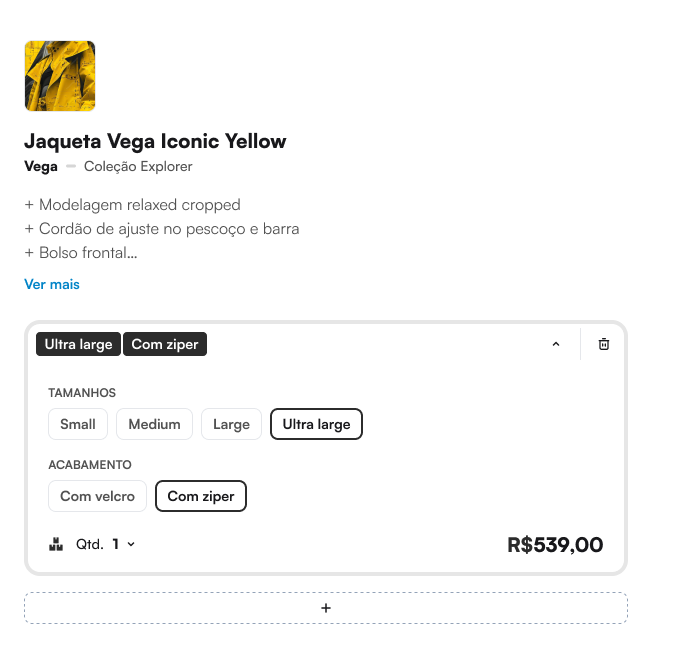 Jaqueta Vega Iconic Yellow
Vega — Coleção Explorer
+ Modelagem relaxed cropped
+ Cordão de ajuste no pescoço e barra
+ Bolso frontal...
Ver mais
Ultra large Com ziper
TAMANHOS
Small Medium Large Ultra large
ACABAMENTO
Com velcro Com ziper
Qtd. 1 R$539,00
+